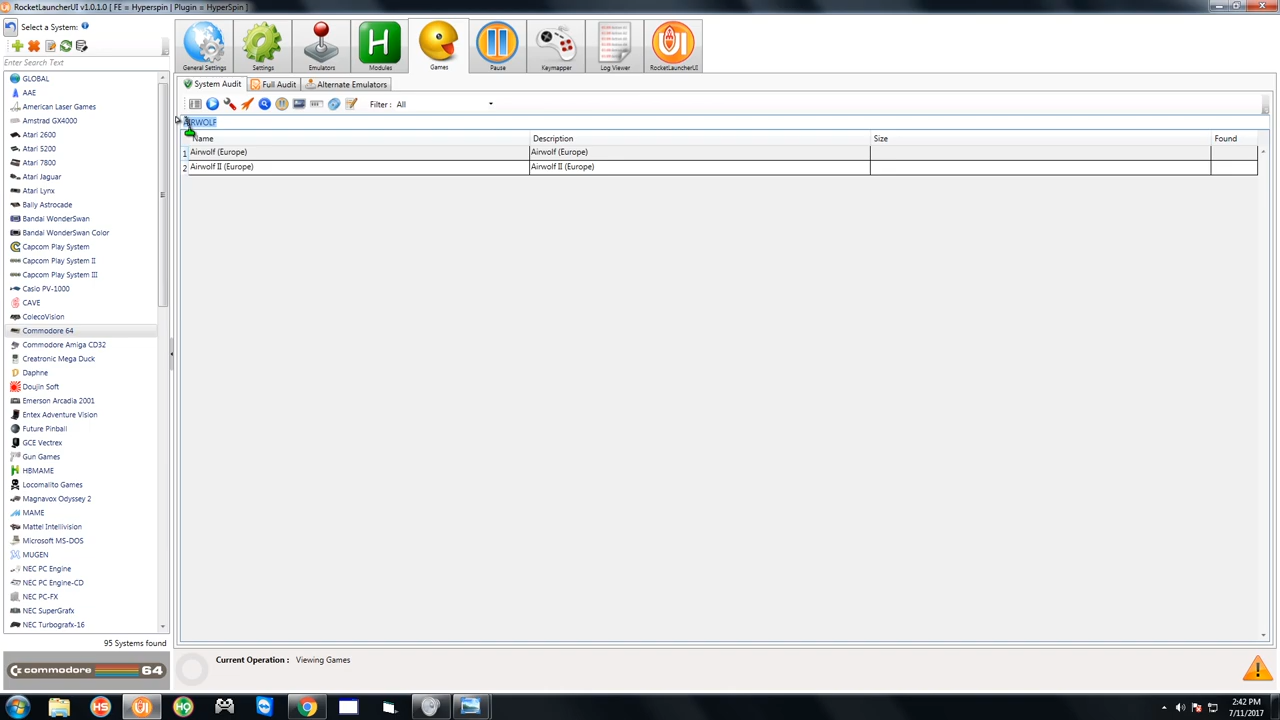 RocketLauncherUI v1.0.1.0 [ FE = Hyperspin | Plugin = HyperSpin ]
Select a System:
Enter Search Text
GLOBAL
AAE
American Laser Games
Amstrad GX4000
Atari 2600
Atari 5200
Atari 7800
Atari Jaguar
Atari Lynx
Bally Astrocade
Bandai WonderSwan
Bandai WonderSwan Color
Capcom Play System
Capcom Play System II
Capcom Play System III
Casio PV-1000
CAVE
ColecoVision
Commodore 64
Commodore Amiga CD32
Creatronic Mega Duck
Daphne
Doujin Soft
Emerson Arcadia 2001
Entex Adventure Vision
Future Pinball
GCE Vectrex
Gun Games
HBMAME
Locomalito Games
Magnavox Odyssey 2
MAME
Mattel Intellivision
Microsoft MS-DOS
MUGEN
NEC PC Engine
NEC PC Engine-CD
NEC PC-FX
NEC SuperGrafx
NEC Turbografx-16
95 Systems found
commodore 64
General Settings
Settings
Emulators
Modules
Games
Pause
Keymapper
Log Viewer
RocketLauncherUI
System Audit
Full Audit
Alternate Emulators
Filter : All
AIRWOLF
Name Description Size Found
1 Airwolf (Europe) Airwolf (Europe)
2 Airwolf II (Europe) Airwolf II (Europe)
Current Operation : Viewing Games
HS
UI
HQ
2:42 PM
7/11/2017